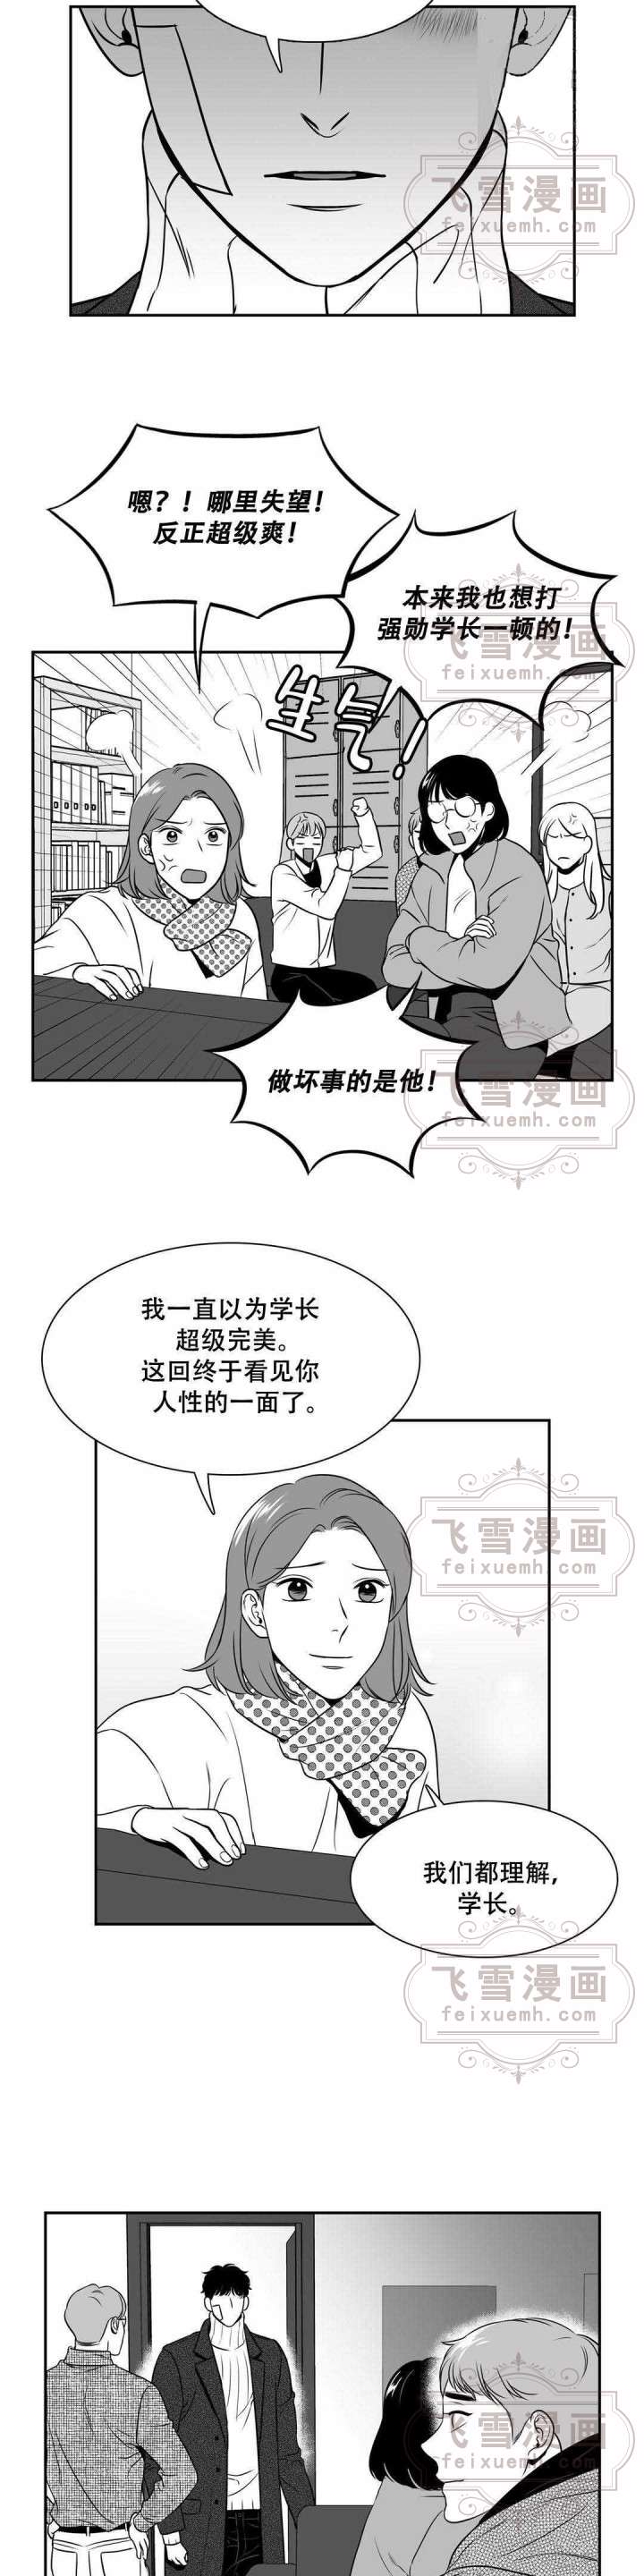 飞雪漫画
feixuemh.com
嗯？！哪里失望！
反正超级爽！
本来我也想打
强勋学长一顿的！
飞雪漫画
feixuemh.com
生气！
做坏事的是他！
飞雪漫画
feixuemh.com
我一直以为学长
超级完美。
这回终于看见你
人性的一面了。
飞雪漫画
feixuemh.com
我们都理解，
学长。
飞雪漫画
feixuemh.com
飞雪漫画
feixuemh.com